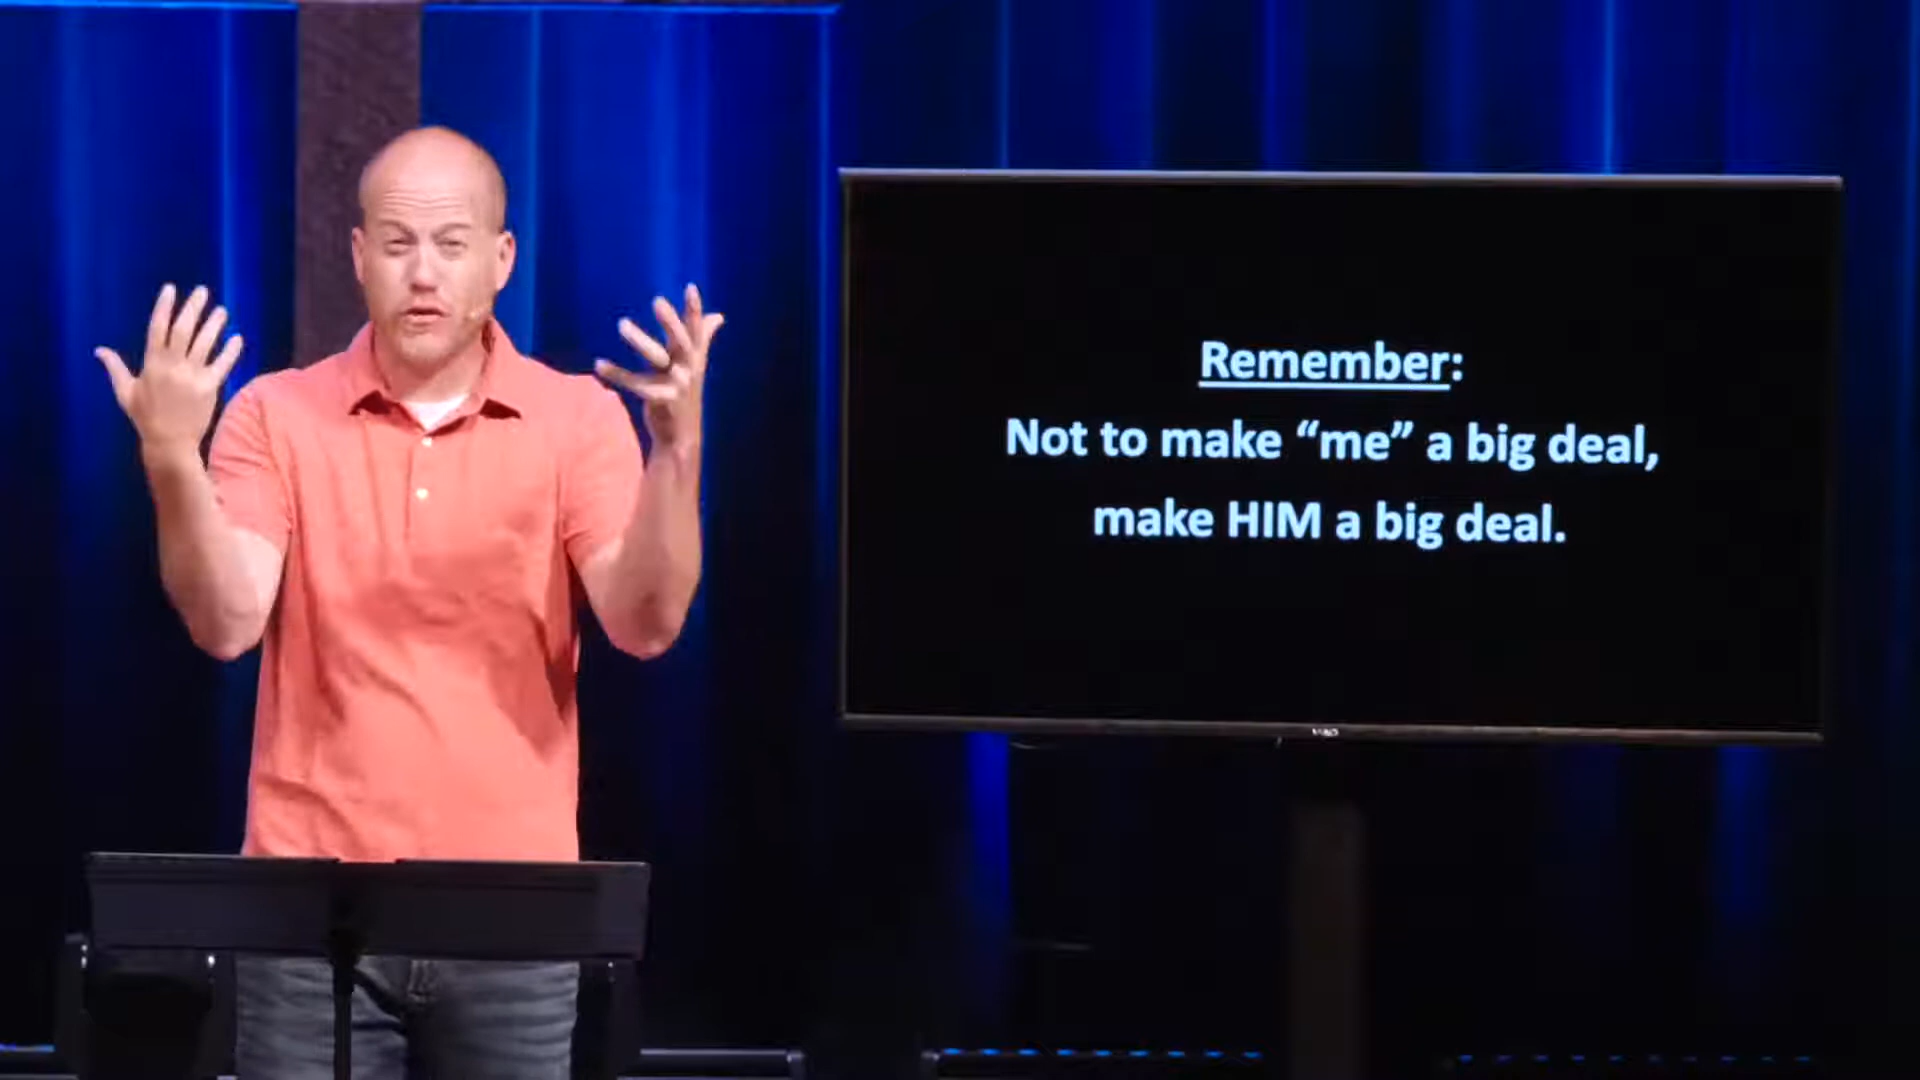 Remember:
Not to make “me” a big deal,
make HIM a big deal.